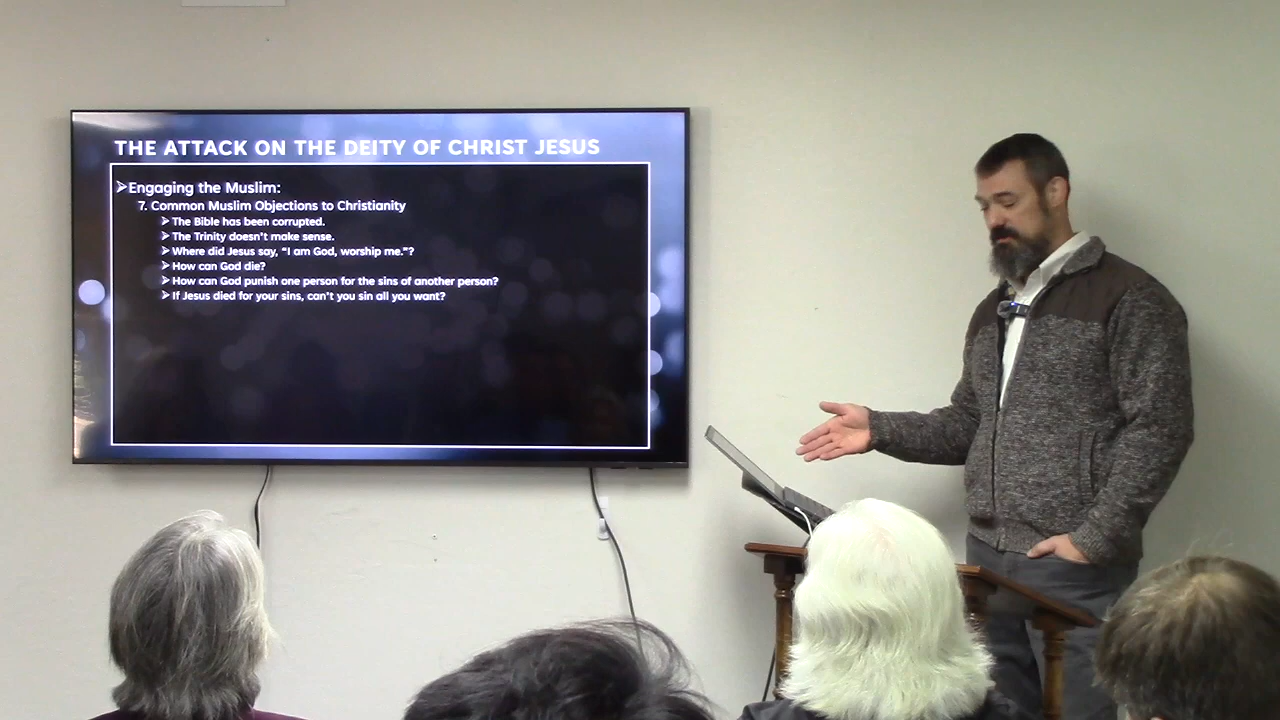 THE ATTACK ON THE DEITY OF CHRIST JESUS
➤Engaging the Muslim:
7. Common Muslim Objections to Christianity
➤ The Bible has been corrupted.
➤ The Trinity doesn't make sense.
➤ Where did Jesus say, "I am God, worship me."?
➤ How can God die?
➤ How can God punish one person for the sins of another person?
➤ If Jesus died for your sins, can't you sin all you want?